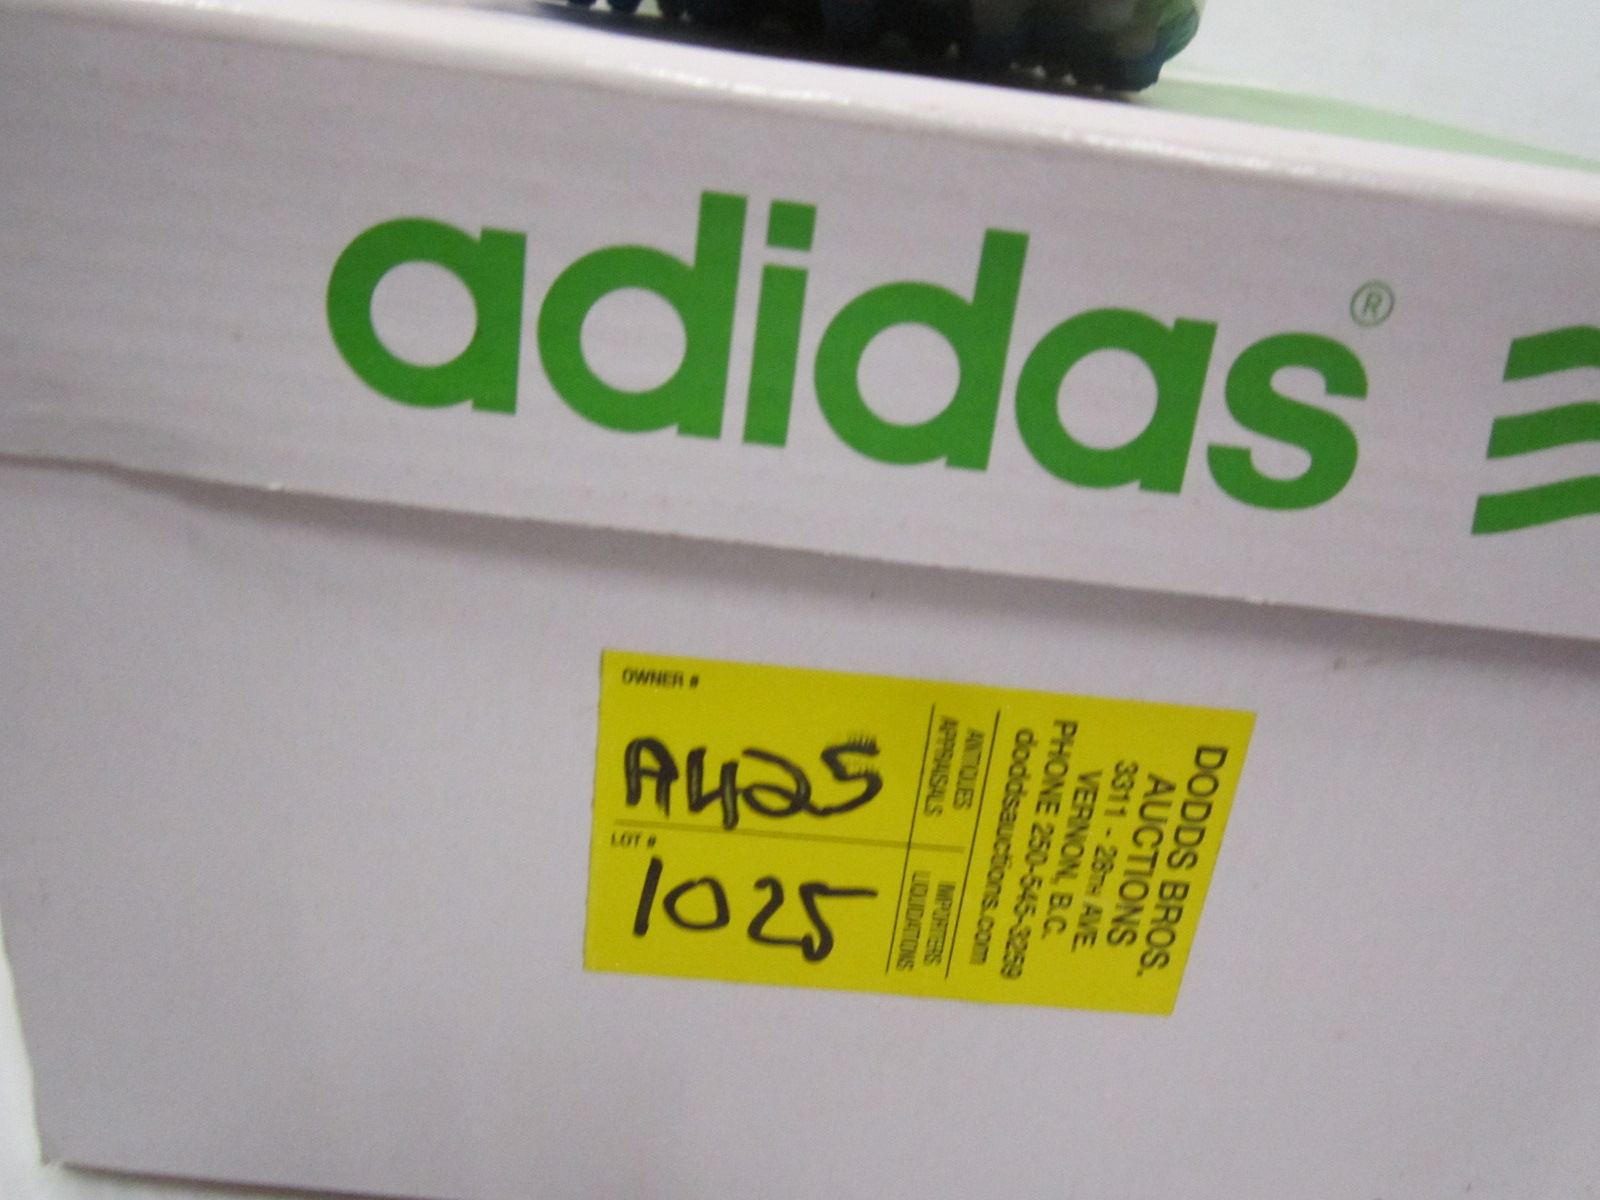 adidas®
OWNER #
A425
LOT #
1025
ANTIQUES
APPRAISALS
IMPORTERS
LIQUIDATIONS
DODDS BROS.
AUCTIONS
3311 - 28TH AVE.
VERNON, B.C.
PHONE 250-545-3259
doddsauctions.com